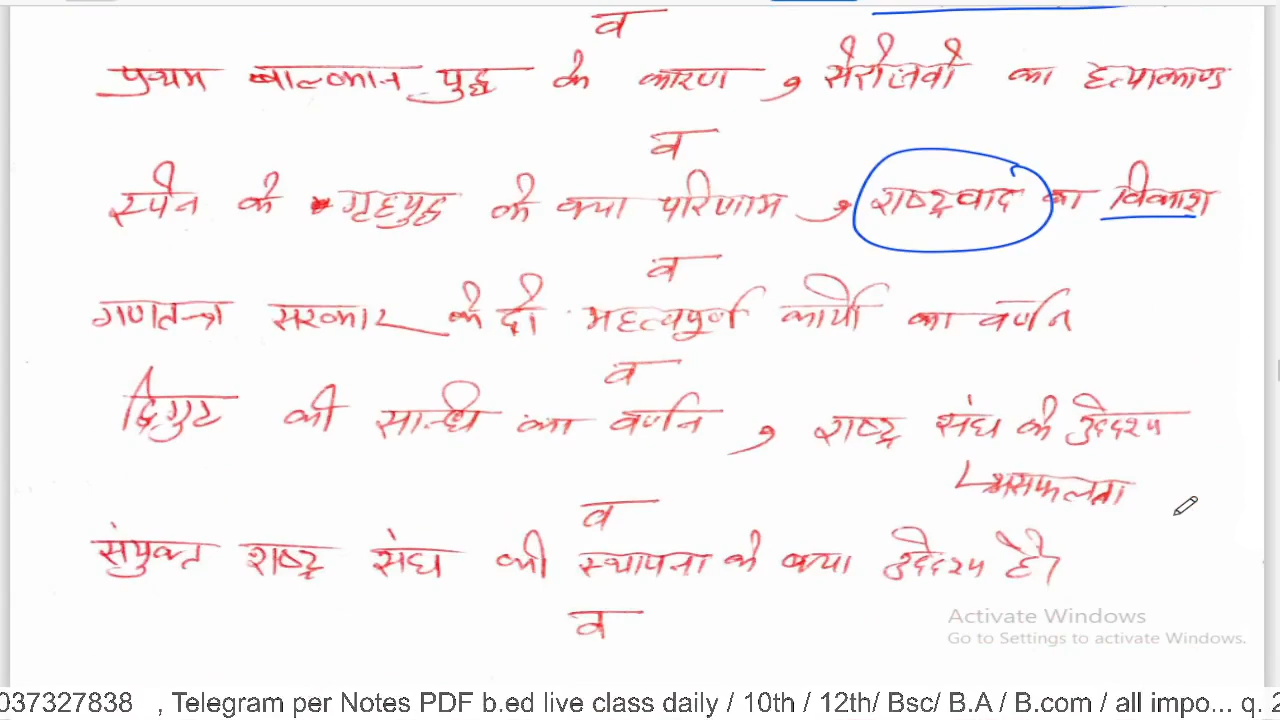 व
प्रथम बाल्कान युद्ध के कारण , सेराजेवो का हत्याकाण्ड
व
स्पेन के गृहयुद्ध के क्या परिणाम , राष्ट्रवाद का विकाश
व
गणतन्त्र सरकार के दो महत्वपूर्ण कार्यो का वर्णन
व
द्विगुट की सान्धि का वर्णन , राष्ट्र संघ के उद्देश्य
असफलता
व
संयुक्त राष्ट्र संघ की स्थापना के क्या उद्देश्य है।
व
Activate Windows
Go to Settings to activate Windows.
037327838 , Telegram per Notes PDF b.ed live class daily / 10th / 12th/ Bsc/ B.A / B.com / all impo... q. 2